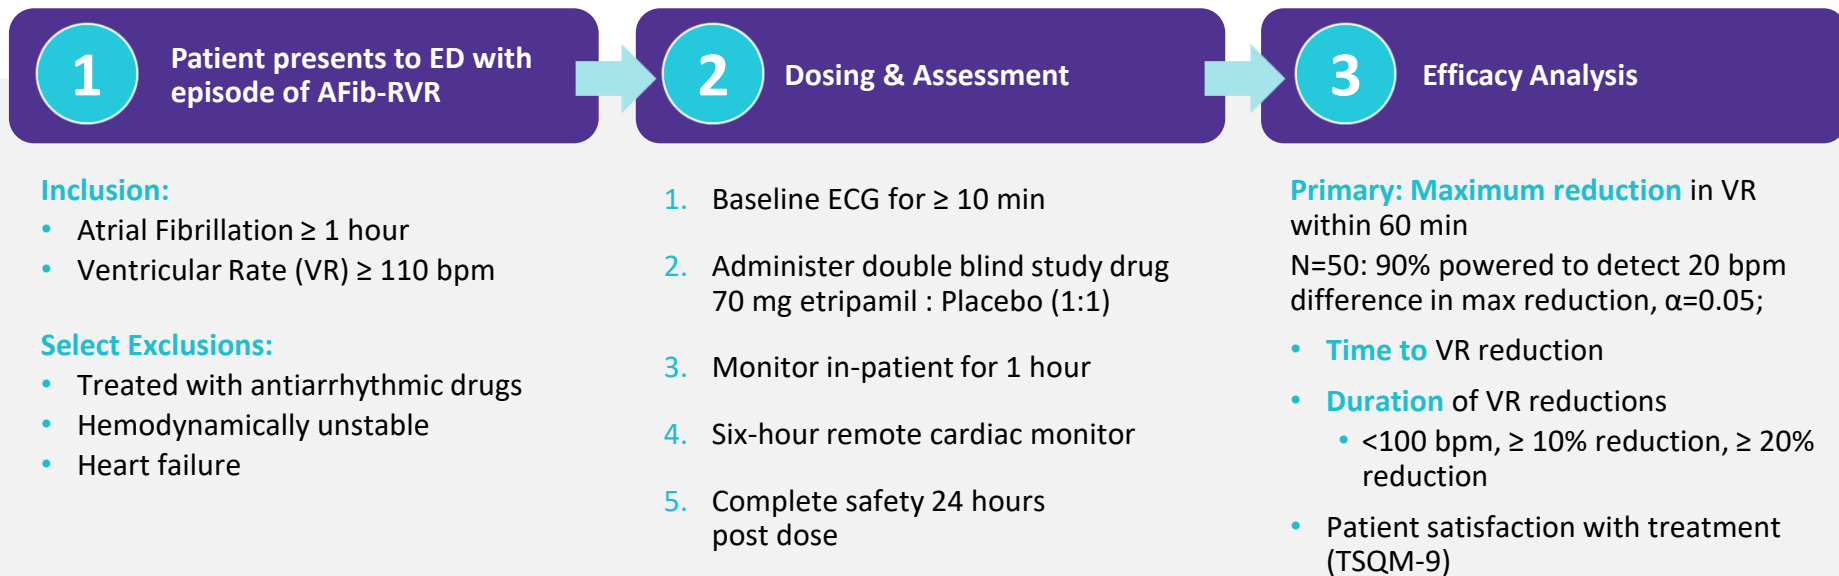 1
Patient presents to ED with
episode of AFib-RVR
Inclusion:
• Atrial Fibrillation ≥ 1 hour
• Ventricular Rate (VR) ≥ 110 bpm
Select Exclusions:
• Treated with antiarrhythmic drugs
• Hemodynamically unstable
• Heart failure
2
Dosing & Assessment
1. Baseline ECG for ≥ 10 min
2. Administer double blind study drug
70 mg etripamil : Placebo (1:1)
3. Monitor in-patient for 1 hour
4. Six-hour remote cardiac monitor
5. Complete safety 24 hours
post dose
3
Efficacy Analysis
Primary: Maximum reduction in VR
within 60 min
N=50: 90% powered to detect 20 bpm
difference in max reduction, α=0.05;
• Time to VR reduction
• Duration of VR reductions
• <100 bpm, ≥ 10% reduction, ≥ 20%
reduction
• Patient satisfaction with treatment
(TSQM-9)